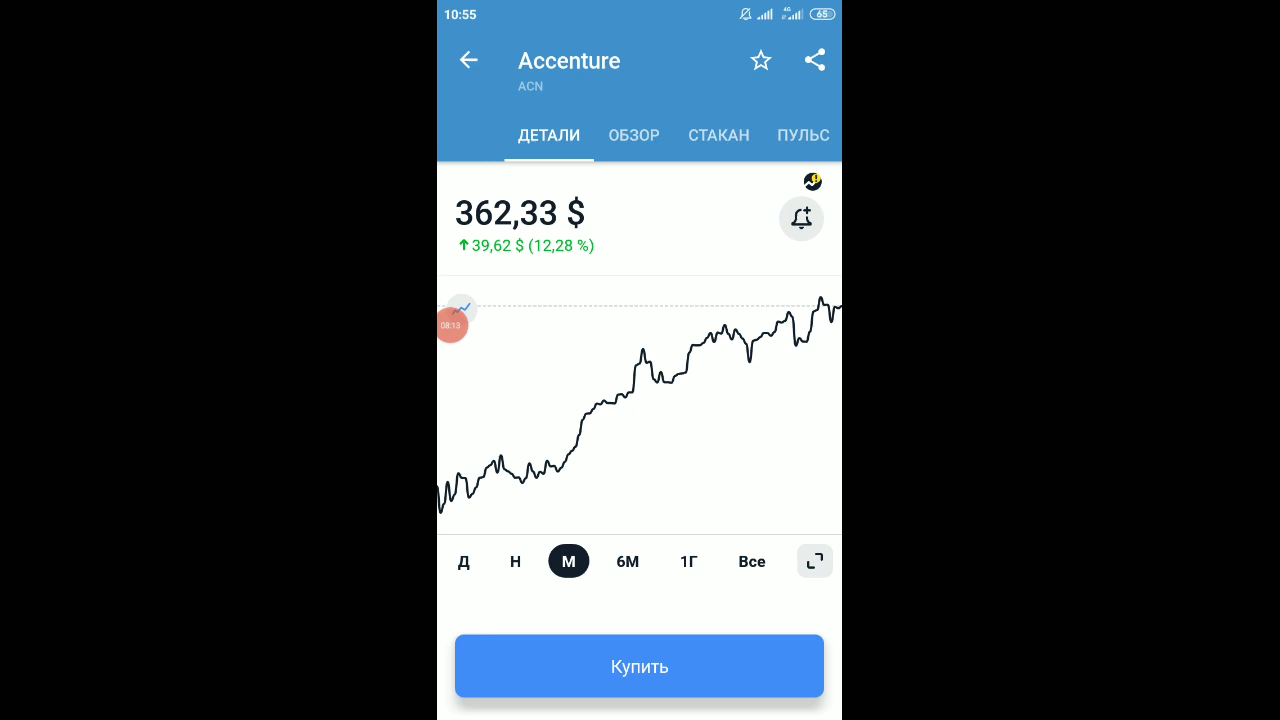 10:55
4G
65
Accenture
ACN
ДЕТАЛИ ОБЗОР СТАКАН ПУЛЬС
362,33 $
39,62 $ (12,28 %)
08:13
Д Н М 6М 1Г Все
Купить